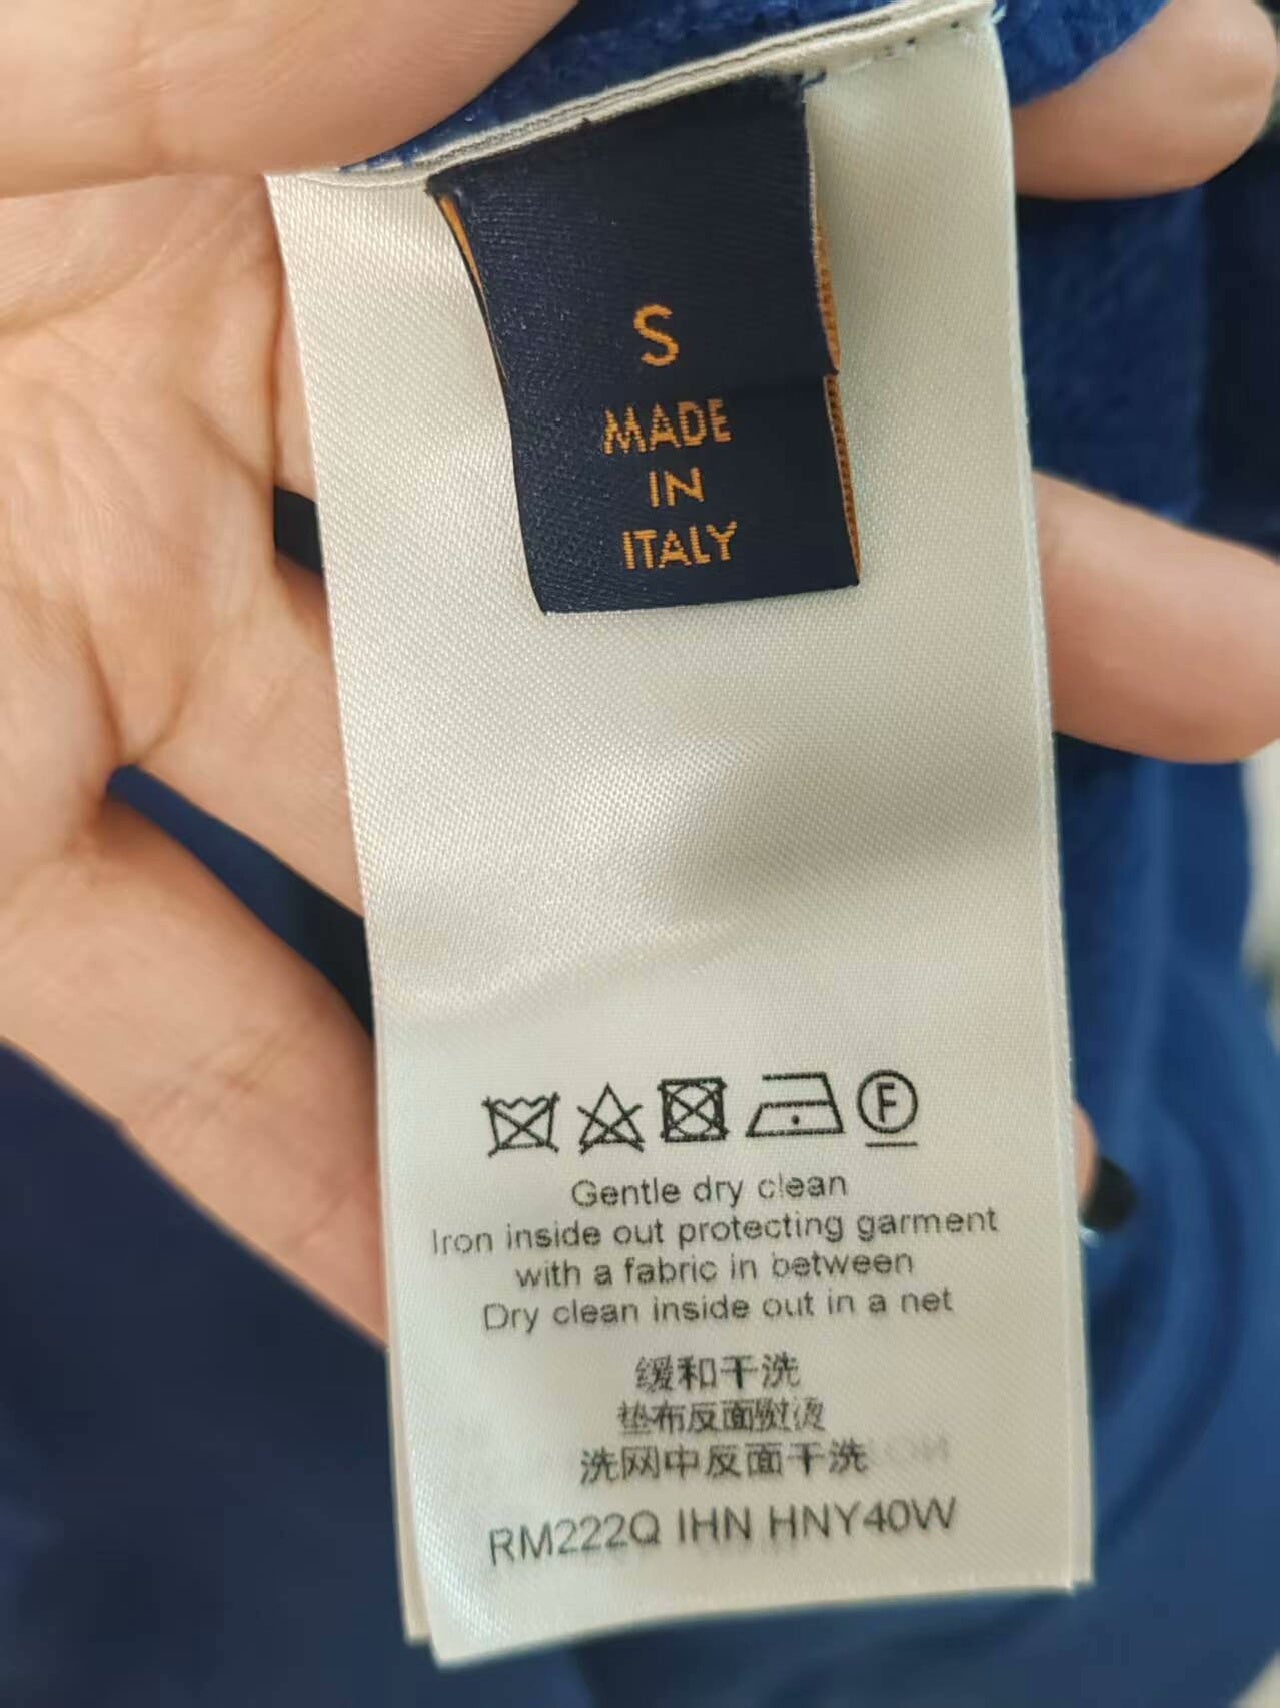 S
MADE
IN
ITALY
F
Gentle dry clean
Iron inside out protecting garment
with a fabric in between
Dry clean inside out in a net
缓和干洗
垫布反面熨烫
洗网中反面干洗
RM222Q IHN HNY40W